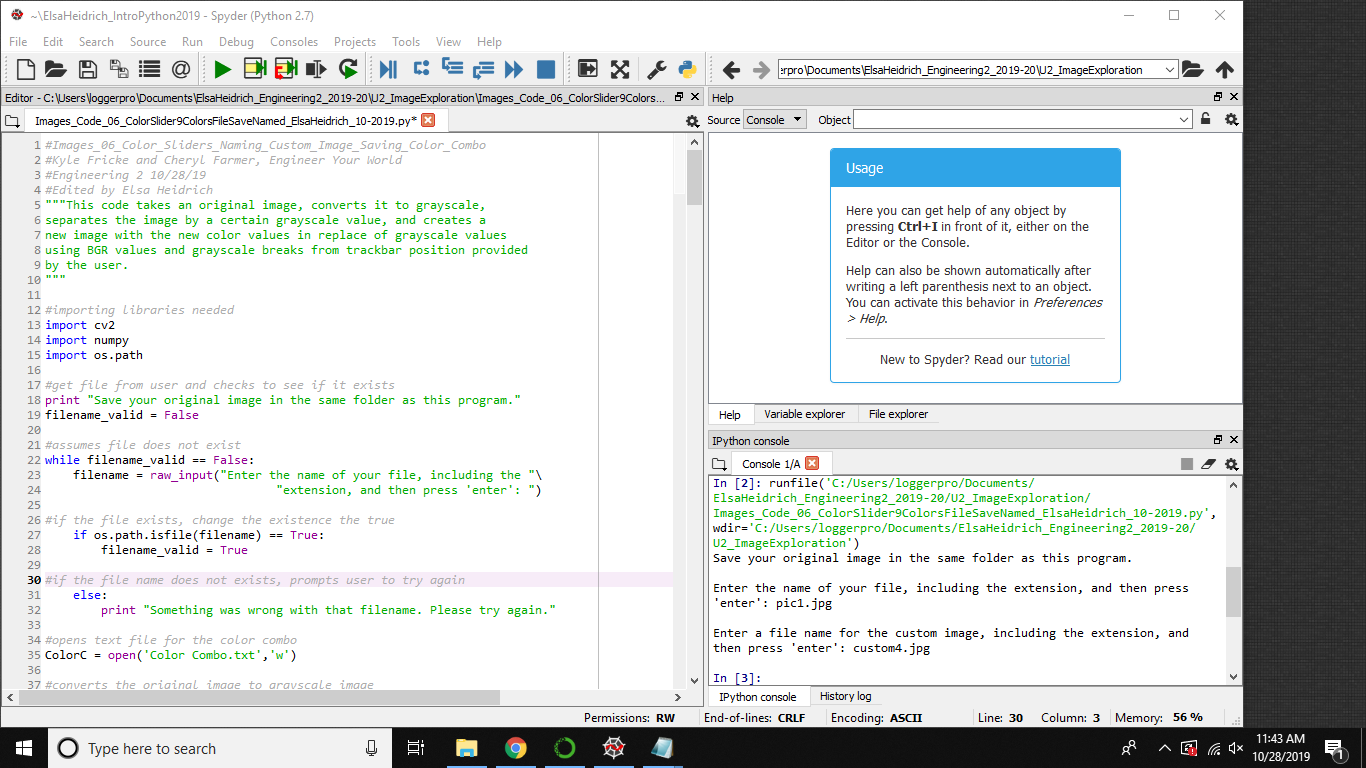 ~\ElsaHeidrich_IntroPython2019 - Spyder (Python 2.7)
File Edit Search Source Run Debug Consoles Projects Tools View Help
:rpro\Documents\ElsaHeidrich_Engineering2_2019-20\U2_ImageExploration
Editor - C:\Users\loggerpro\Documents\ElsaHeidrich_Engineering2_2019-20\U2_ImageExploration\Images_Code_06_ColorSlider9Colors...
Images_Code_06_ColorSlider9ColorsFileSaveNamed_ElsaHeidrich_10-2019.py*
1 #Images_06_Color_Sliders_Naming_Custom_Image_Saving_Color_Combo
2 #Kyle Fricke and Cheryl Farmer, Engineer Your World
3 #Engineering 2 10/28/19
4 #Edited by Elsa Heidrich
5 """This code takes an original image, converts it to grayscale,
6 separates the image by a certain grayscale value, and creates a
7 new image with the new color values in replace of grayscale values
8 using BGR values and grayscale breaks from trackbar position provided
9 by the user.
10 """
11
12 #importing libraries needed
13 import cv2
14 import numpy
15 import os.path
16
17 #get file from user and checks to see if it exists
18 print "Save your original image in the same folder as this program."
19 filename_valid = False
20
21 #assumes file does not exist
22 while filename_valid == False:
23 filename = raw_input("Enter the name of your file, including the "\
24 "extension, and then press 'enter': ")
25
26 #if the file exists, change the existence the true
27 if os.path.isfile(filename) == True:
28 filename_valid = True
29
30 #if the file name does not exists, prompts user to try again
31 else:
32 print "Something was wrong with that filename. Please try again."
33
34 #opens text file for the color combo
35 ColorC = open('Color Combo.txt','w')
36
37 #converts the original image to grayscale image
Help
Source Console Object
Usage
Here you can get help of any object by
pressing Ctrl+I in front of it, either on the
Editor or the Console.
Help can also be shown automatically after
writing a left parenthesis next to an object.
You can activate this behavior in Preferences
> Help.
New to Spyder? Read our tutorial
Help Variable explorer File explorer
IPython console
Console 1/A
In [2]: runfile('C:/Users/loggerpro/Documents/
ElsaHeidrich_Engineering2_2019-20/U2_ImageExploration/
Images_Code_06_ColorSlider9ColorsFileSaveNamed_ElsaHeidrich_10-2019.py',
wdir='C:/Users/loggerpro/Documents/ElsaHeidrich_Engineering2_2019-20/
U2_ImageExploration')
Save your original image in the same folder as this program.
Enter the name of your file, including the extension, and then press
'enter': pic1.jpg
Enter a file name for the custom image, including the extension, and
then press 'enter': custom4.jpg
In [3]:
IPython console History log
Permissions: RW End-of-lines: CRLF Encoding: ASCII Line: 30 Column: 3 Memory: 56 %
Type here to search
11:43 AM
10/28/2019
1